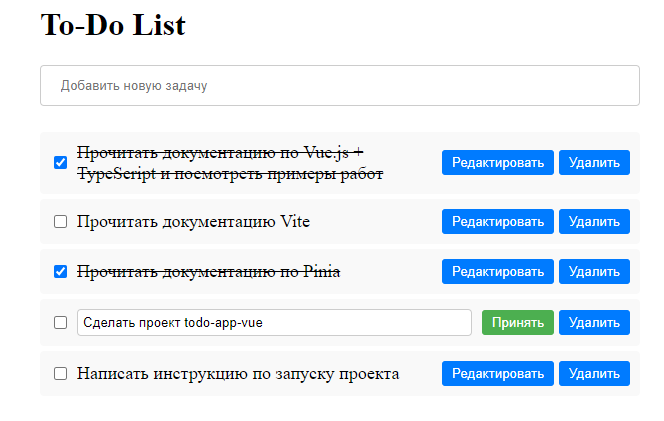 To-Do List
Добавить новую задачу
Прочитать документацию по Vue.js +
TypeScript и посмотреть примеры работ
Редактировать
Удалить
Прочитать документацию Vite
Редактировать
Удалить
Прочитать документацию по Pinia
Редактировать
Удалить
Сделать проект todo-app-vue
Принять
Удалить
Написать инструкцию по запуску проекта
Редактировать
Удалить